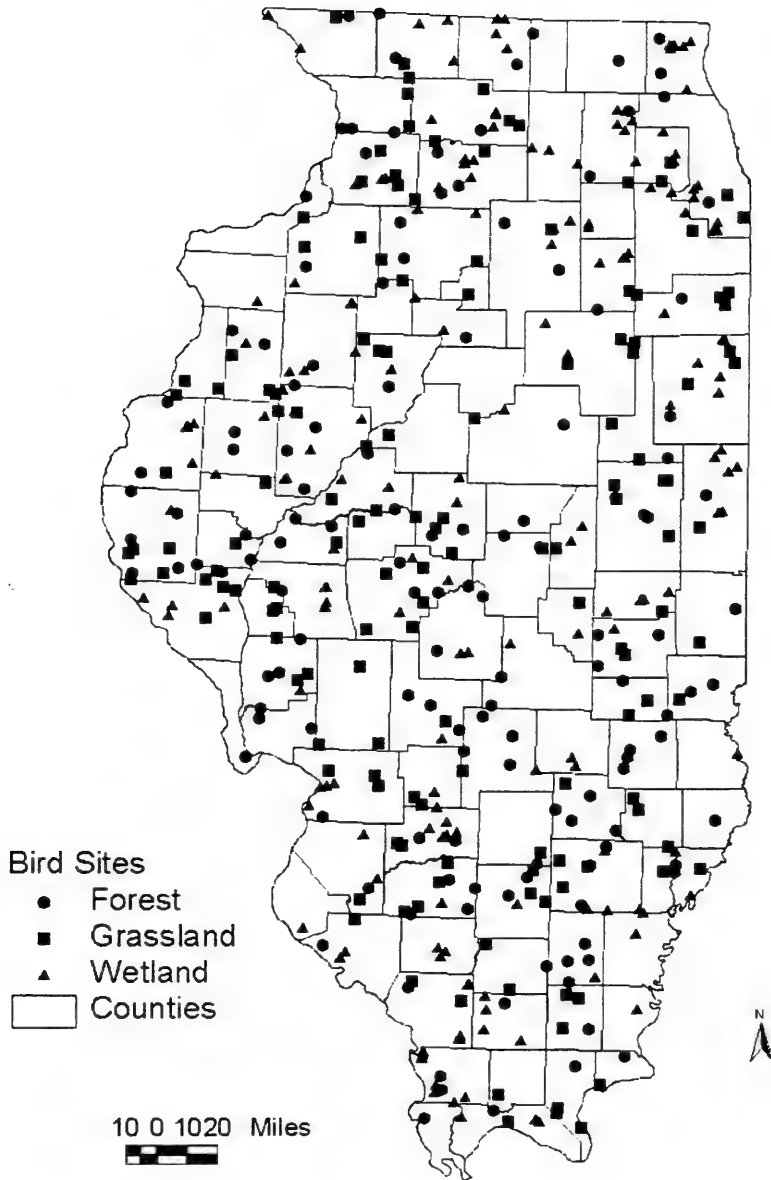 Bird Sites
Forest
Grassland
Wetland
Counties
N
10 0 1020 Miles